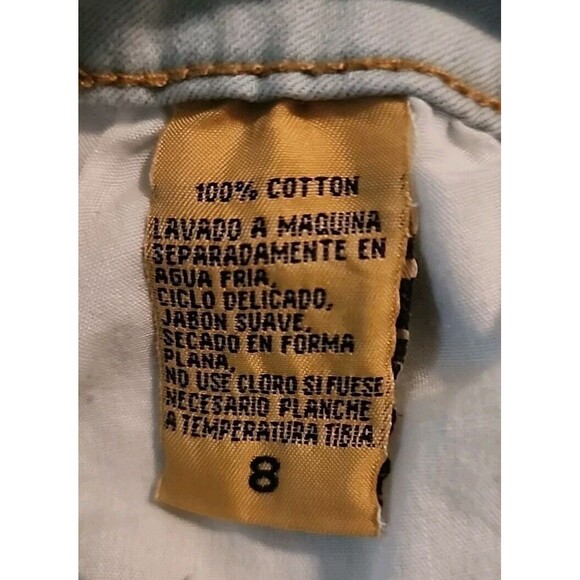 100% COTTON
LAVADO A MAQUINA
SEPARADAMENTE EN
AGUA FRIA,
CICLO DELICADO,
JABON SUAVE,
SECADO EN FORMA
PLANA,
NO USE CLORO SI FUESE
NECESARIO PLANCHE
A TEMPERATURA TIBIA
8